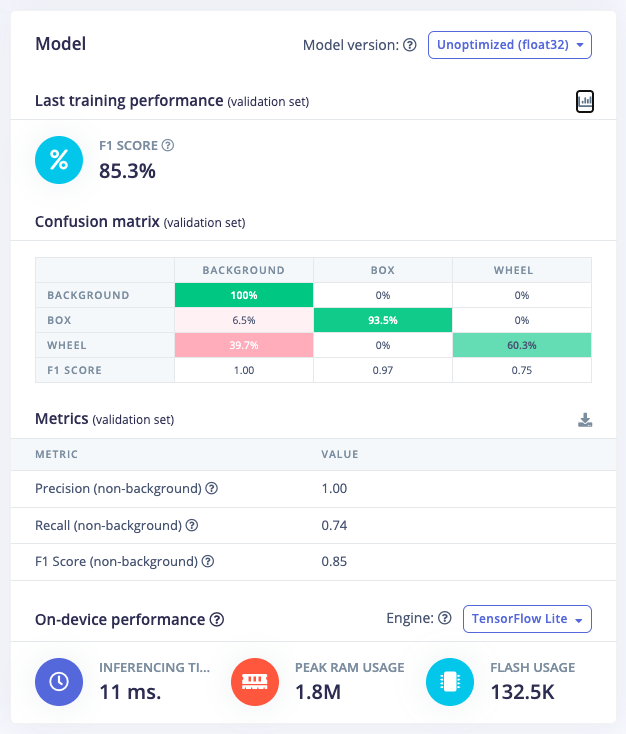 Model
Model version: Unoptimized (float32)
Last training performance (validation set)
%
F1 SCORE
85.3%
Confusion matrix (validation set)
BACKGROUND BOX WHEEL
BACKGROUND 100% 0% 0%
BOX 6.5% 93.5% 0%
WHEEL 39.7% 0% 60.3%
F1 SCORE 1.00 0.97 0.75
Metrics (validation set)
METRIC VALUE
Precision (non-background) 1.00
Recall (non-background) 0.74
F1 Score (non-background) 0.85
On-device performance
Engine: TensorFlow Lite
INFERENCING TI... PEAK RAM USAGE FLASH USAGE
11 ms. 1.8M 132.5K